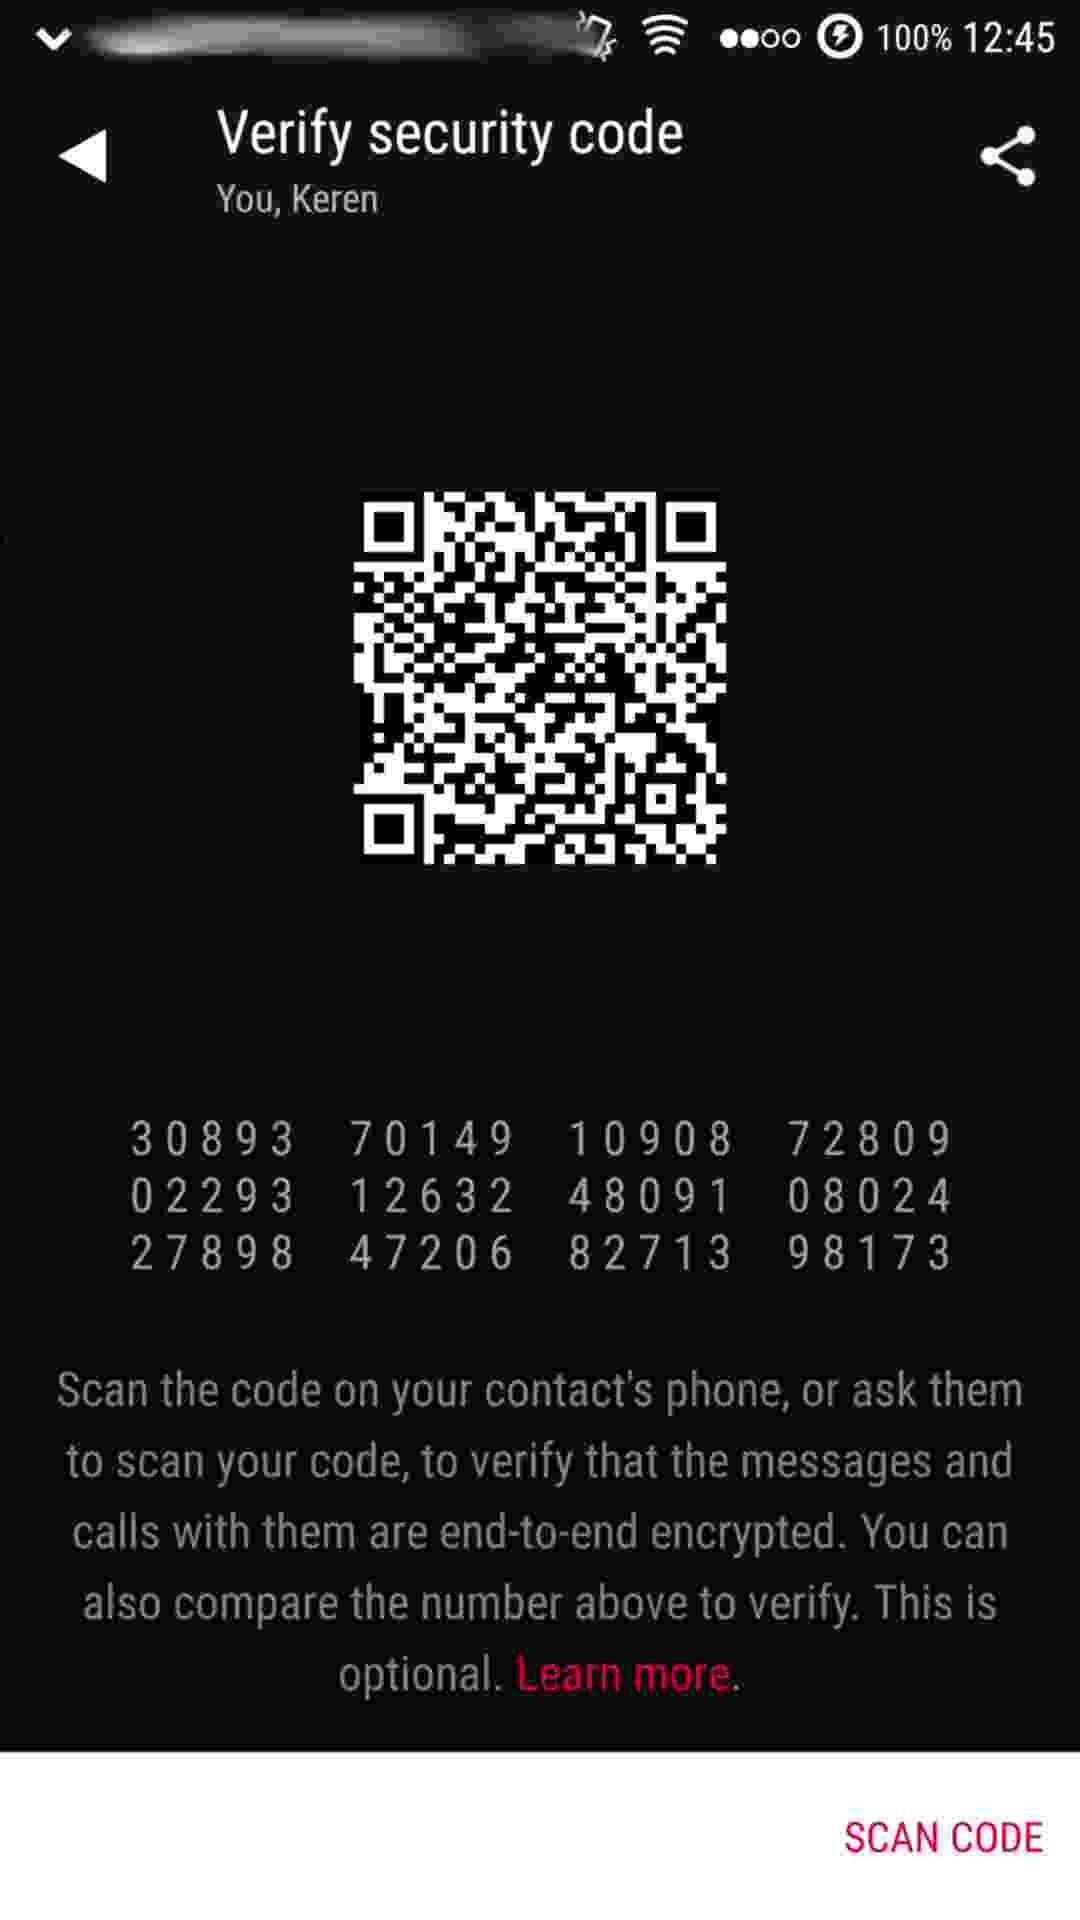 100% 12:45
Verify security code
You, Keren
30893 70149 10908 72809
02293 12632 48091 08024
27898 47206 82713 98173
Scan the code on your contact's phone, or ask them
to scan your code, to verify that the messages and
calls with them are end-to-end encrypted. You can
also compare the number above to verify. This is
optional. Learn more.
SCAN CODE